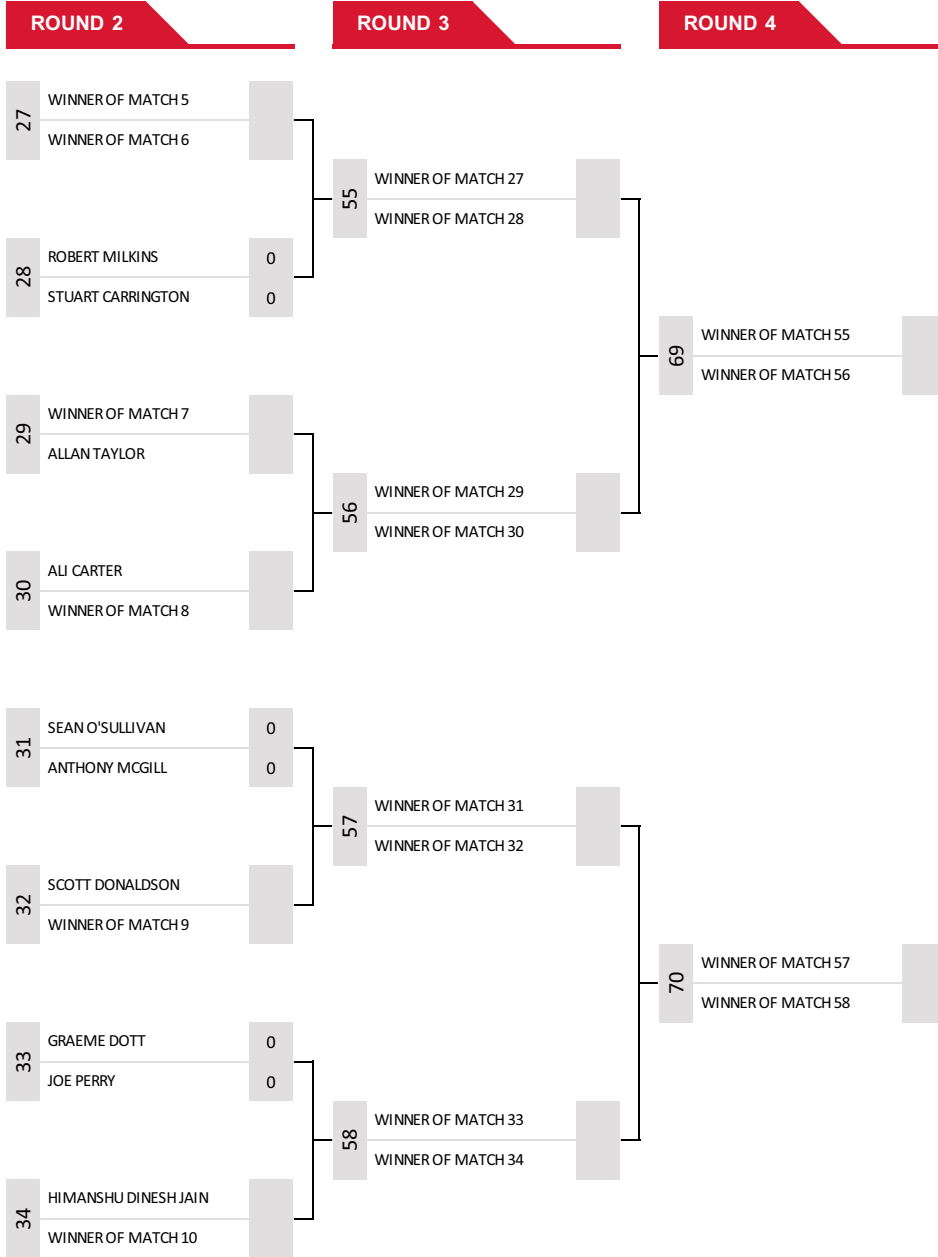 ROUND 2
ROUND 3
ROUND 4
27
WINNER OF MATCH 5
WINNER OF MATCH 6
28
ROBERT MILKINS 0
STUART CARRINGTON 0
29
WINNER OF MATCH 7
ALLAN TAYLOR
30
ALI CARTER
WINNER OF MATCH 8
31
SEAN O'SULLIVAN 0
ANTHONY MCGILL 0
32
SCOTT DONALDSON
WINNER OF MATCH 9
33
GRAEME DOTT 0
JOE PERRY 0
34
HIMANSHU DINESH JAIN
WINNER OF MATCH 10
55
WINNER OF MATCH 27
WINNER OF MATCH 28
56
WINNER OF MATCH 29
WINNER OF MATCH 30
57
WINNER OF MATCH 31
WINNER OF MATCH 32
58
WINNER OF MATCH 33
WINNER OF MATCH 34
69
WINNER OF MATCH 55
WINNER OF MATCH 56
70
WINNER OF MATCH 57
WINNER OF MATCH 58